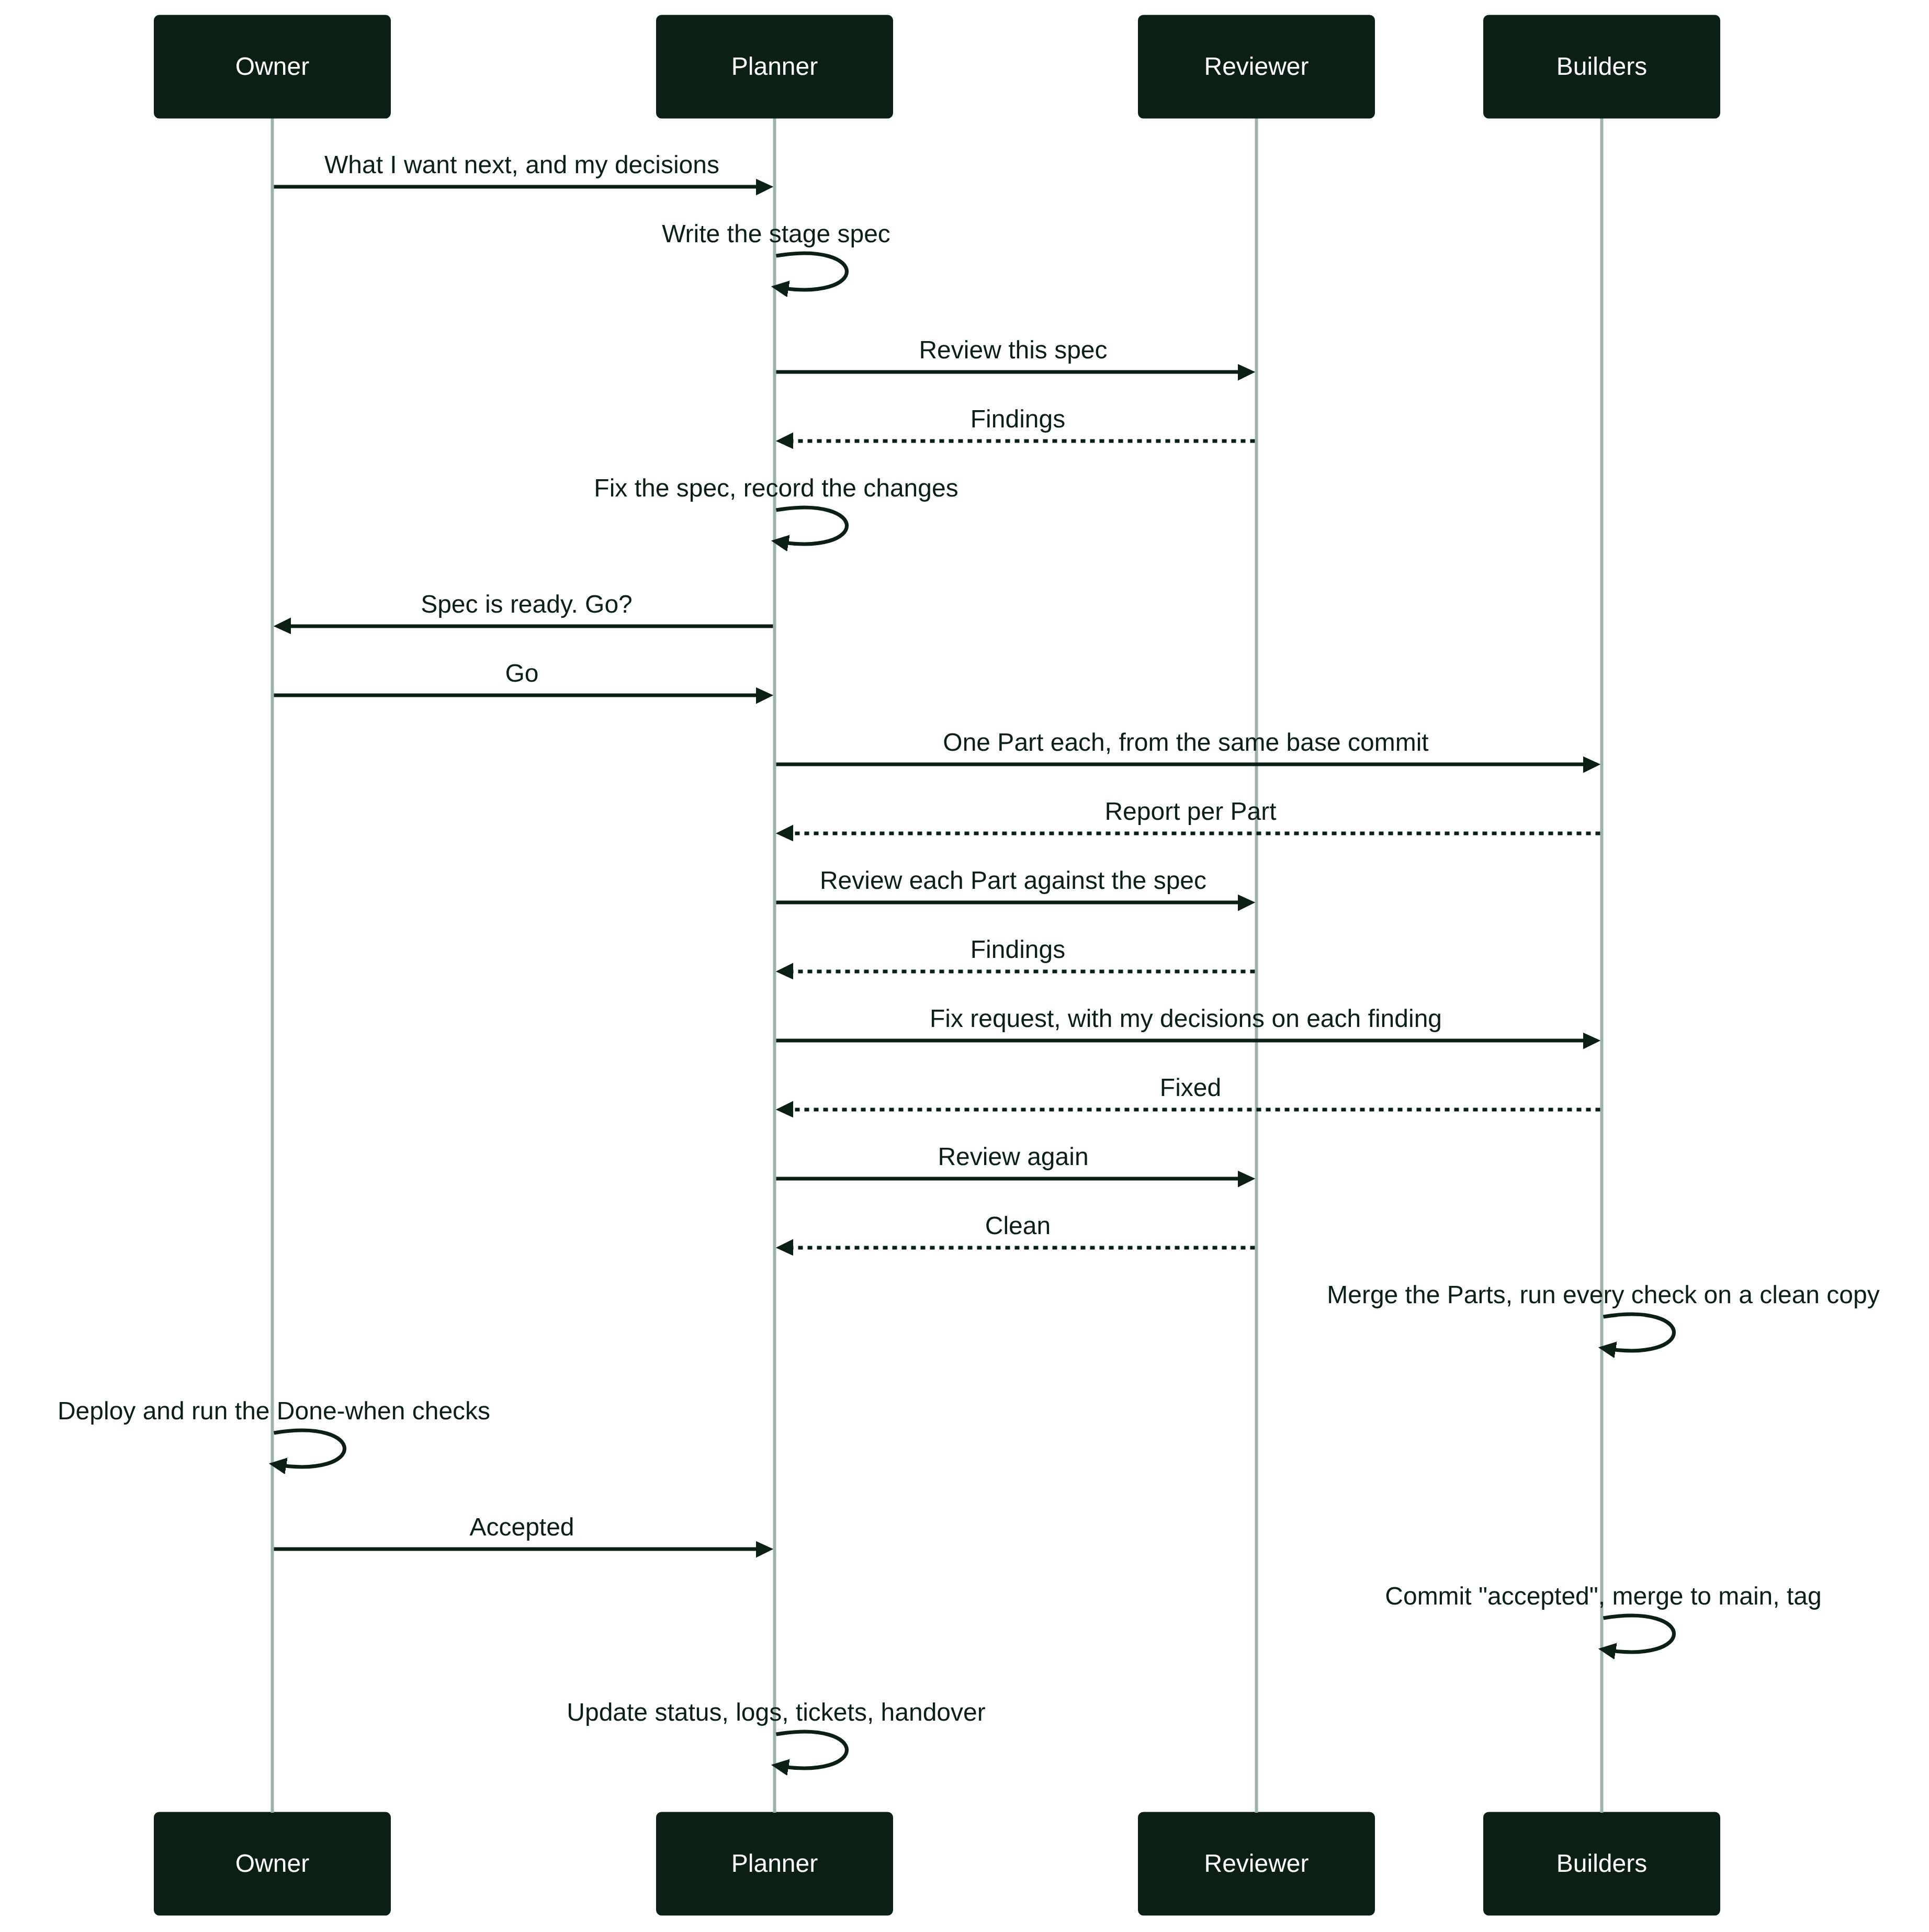 Owner
Planner
Reviewer
Builders
What I want next, and my decisions
Write the stage spec
Review this spec
Findings
Fix the spec, record the changes
Spec is ready. Go?
Go
One Part each, from the same base commit
Report per Part
Review each Part against the spec
Findings
Fix request, with my decisions on each finding
Fixed
Review again
Clean
Merge the Parts, run every check on a clean copy
Deploy and run the Done-when checks
Accepted
Commit "accepted", merge to main, tag
Update status, logs, tickets, handover
Owner
Planner
Reviewer
Builders